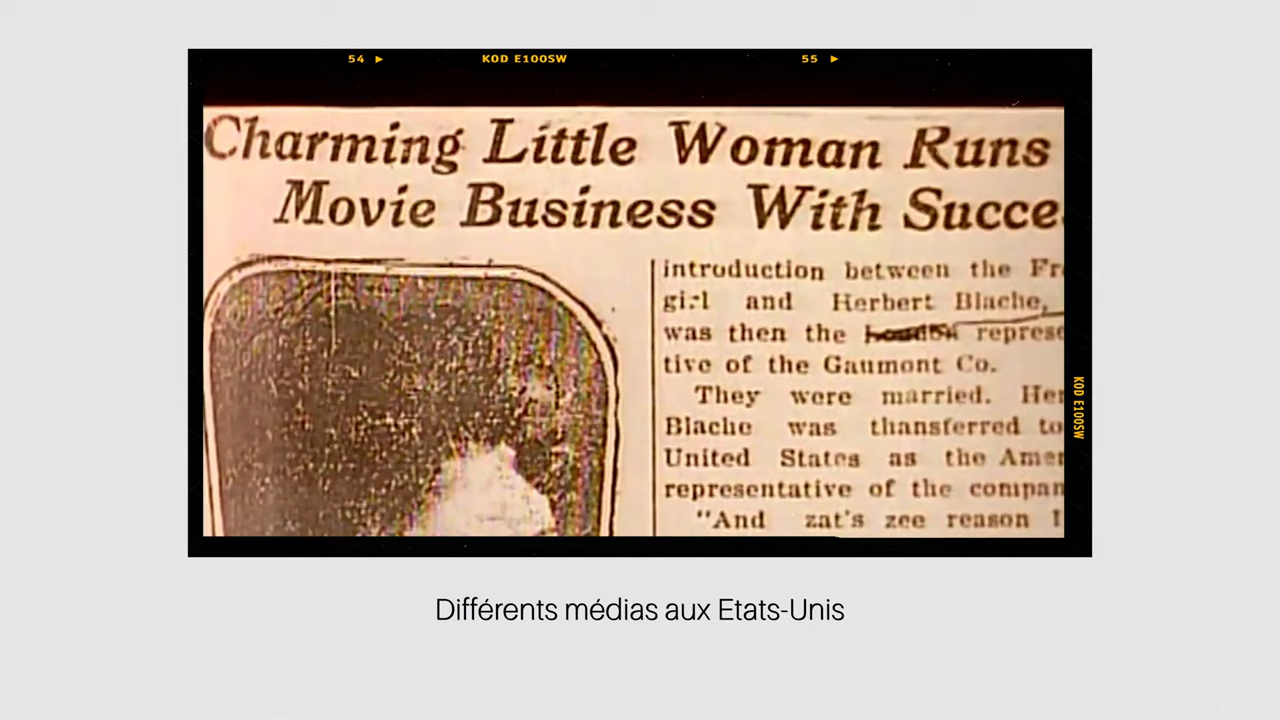 54 ▶ KOD E100SW 55 ▶
Charming Little Woman Runs
Movie Business With Succe
introduction between the Fr
girl and Herbert Blache,
was then the represe
tive of the Gaumont Co.
They were married. Her
Blache was thansferred to
United States as the Amer
representative of the compan
"And zat's zee reason I
KOD E100SW
Différents médias aux Etats-Unis